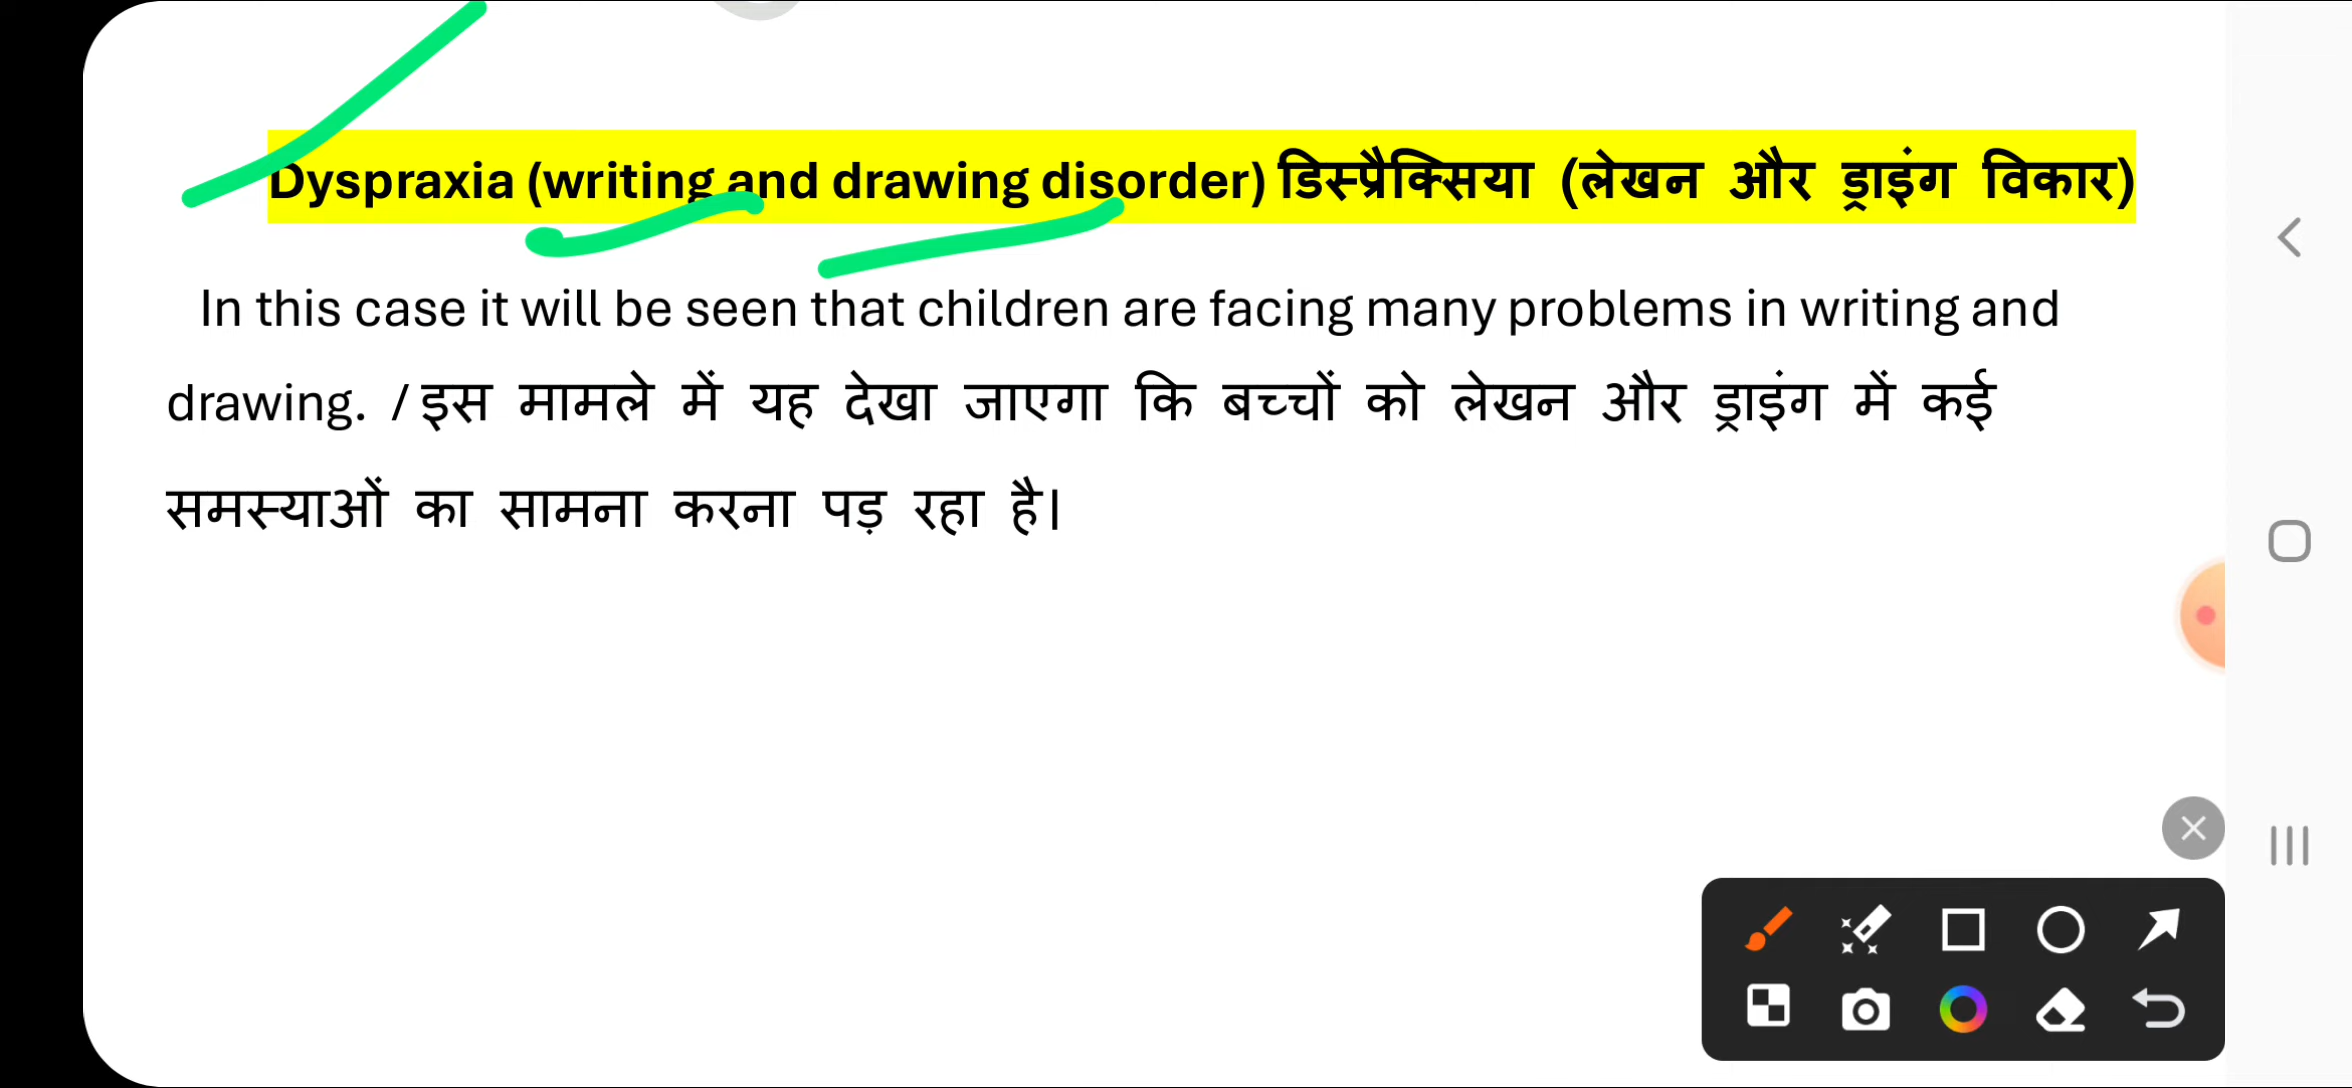 Dyspraxia (writing and drawing disorder) डिस्प्रैक्सिया (लेखन और ड्राइंग विकार)
In this case it will be seen that children are facing many problems in writing and
drawing. / इस मामले में यह देखा जाएगा कि बच्चों को लेखन और ड्राइंग में कई
समस्याओं का सामना करना पड़ रहा है।